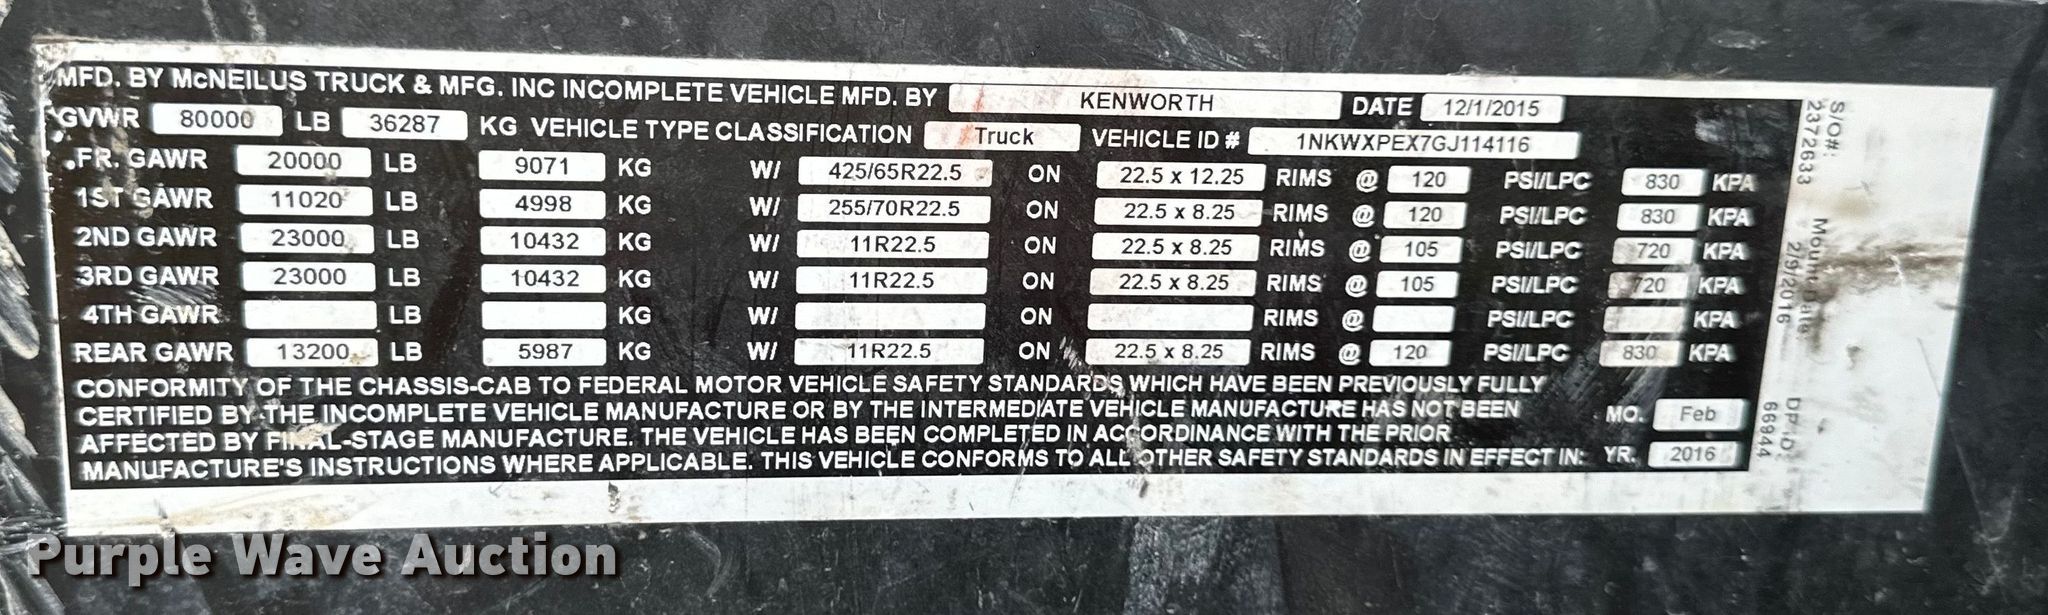 MFD. BY McNEILUS TRUCK & MFG. INC INCOMPLETE VEHICLE MFD. BY KENWORTH DATE 12/1/2015
GVWR 80000 LB 36287 KG VEHICLE TYPE CLASSIFICATION Truck VEHICLE ID # 1NKWXPEX7GJ114116
FR. GAWR 20000 LB 9071 KG W/ 425/65R22.5 ON 22.5 x 12.25 RIMS @ 120 PSI/LPC 830 KPA
1ST GAWR 11020 LB 4998 KG W/ 255/70R22.5 ON 22.5 x 8.25 RIMS @ 120 PSI/LPC 830 KPA
2ND GAWR 23000 LB 10432 KG W/ 11R22.5 ON 22.5 x 8.25 RIMS @ 105 PSI/LPC 720 KPA
3RD GAWR 23000 LB 10432 KG W/ 11R22.5 ON 22.5 x 8.25 RIMS @ 105 PSI/LPC 720 KPA
4TH GAWR LB KG W/ ON RIMS @ PSI/LPC KPA
REAR GAWR 13200 LB 5987 KG W/ 11R22.5 ON 22.5 x 8.25 RIMS @ 120 PSI/LPC 830 KPA
CONFORMITY OF THE CHASSIS-CAB TO FEDERAL MOTOR VEHICLE SAFETY STANDARDS WHICH HAVE BEEN PREVIOUSLY FULLY
CERTIFIED BY THE INCOMPLETE VEHICLE MANUFACTURE OR BY THE INTERMEDIATE VEHICLE MANUFACTURE HAS NOT BEEN MO. Feb
AFFECTED BY FINAL-STAGE MANUFACTURE. THE VEHICLE HAS BEEN COMPLETED IN ACCORDINANCE WITH THE PRIOR
MANUFACTURE'S INSTRUCTIONS WHERE APPLICABLE. THIS VEHICLE CONFORMS TO ALL OTHER SAFETY STANDARDS IN EFFECT IN: YR. 2016
S/O#: Mount Date:
2372633 2/9/2016 66944
Purple Wave Auction